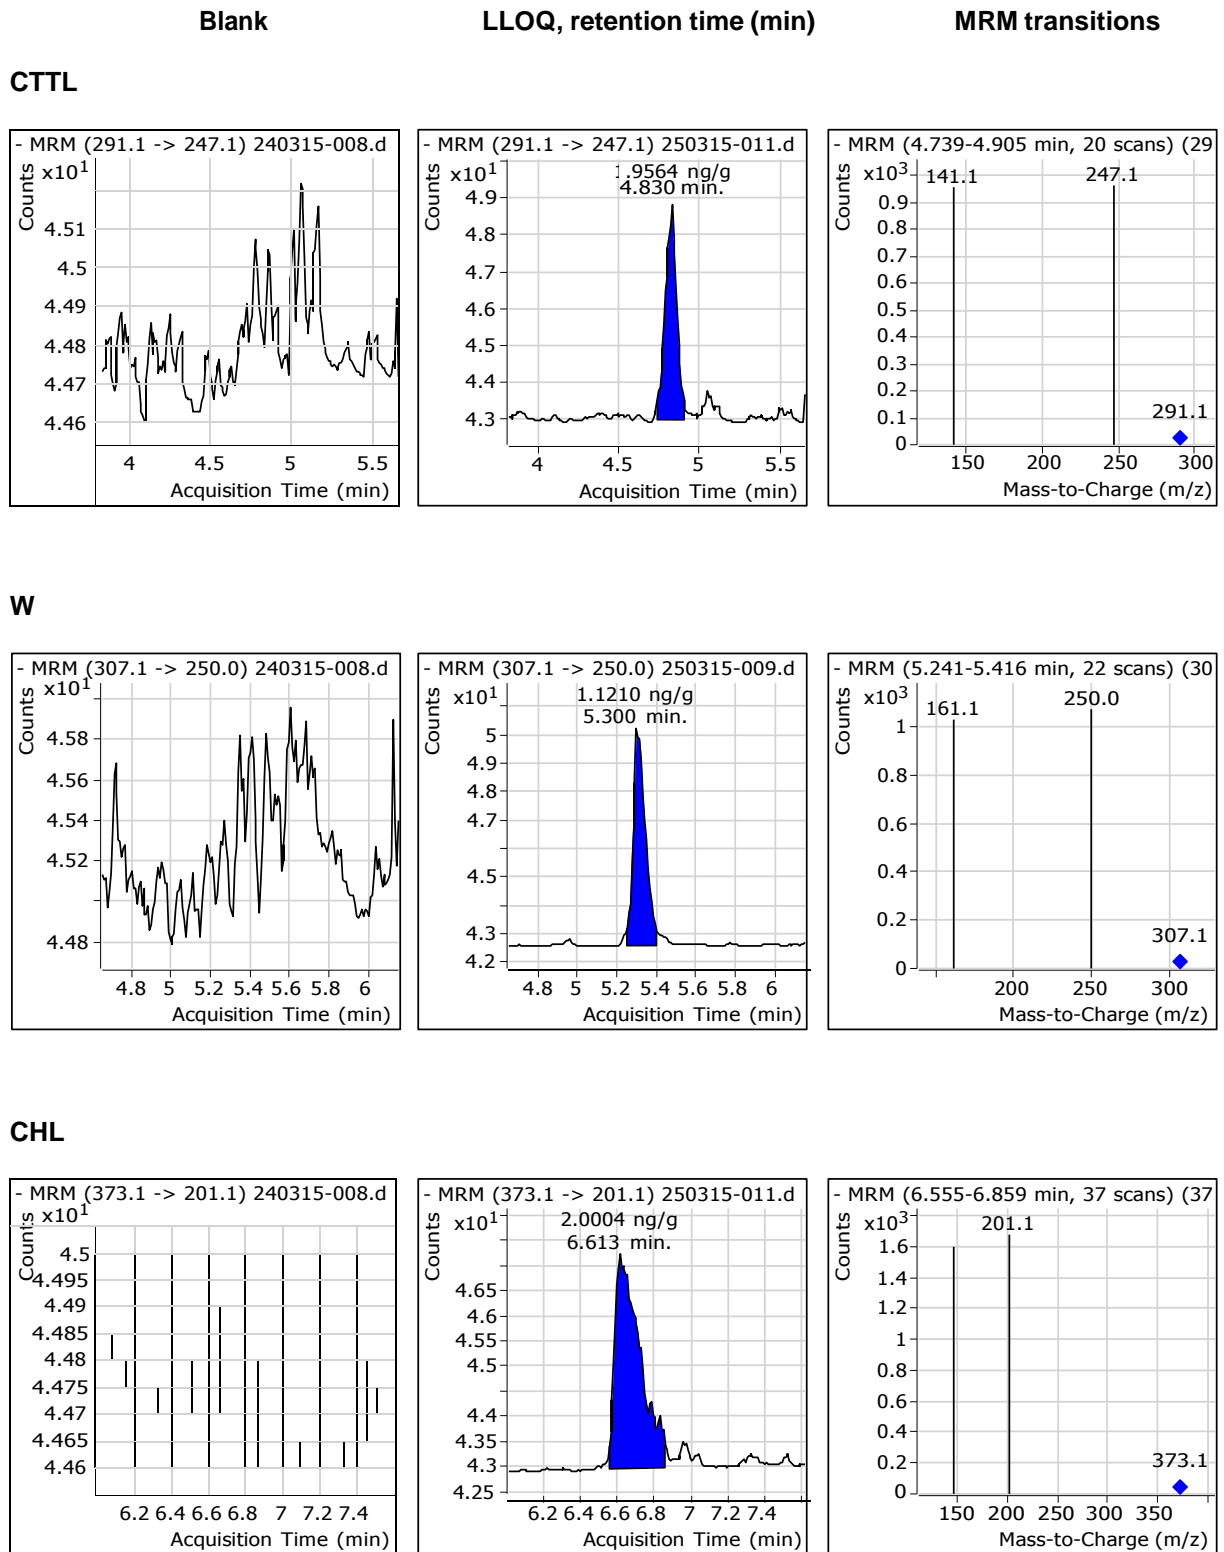 Blank
LLOQ, retention time (min)
MRM transitions
CTTL
- MRM (291.1 -> 247.1) 240315-008.d
Counts
x10¹
4.51
4.5
4.49
4.48
4.47
4.46
4 4.5 5 5.5
Acquisition Time (min)
- MRM (291.1 -> 247.1) 250315-011.d
Counts
x10¹
1.9564 ng/g
4.830 min.
4.9
4.8
4.7
4.6
4.5
4.4
4.3
4 4.5 5 5.5
Acquisition Time (min)
- MRM (4.739-4.905 min, 20 scans) (29
Counts
x10³
141.1 247.1
0.9
0.8
0.7
0.6
0.5
0.4
0.3
0.2
0.1
0
291.1
150 200 250 300
Mass-to-Charge (m/z)
W
- MRM (307.1 -> 250.0) 240315-008.d
Counts
x10¹
4.58
4.56
4.54
4.52
4.48
4.8 5 5.2 5.4 5.6 5.8 6
Acquisition Time (min)
- MRM (307.1 -> 250.0) 250315-009.d
Counts
x10¹
1.1210 ng/g
5.300 min.
5
4.9
4.8
4.7
4.5
4.3
4.2
4.8 5 5.2 5.4 5.6 5.8 6
Acquisition Time (min)
- MRM (5.241-5.416 min, 22 scans) (30
Counts
x10³
161.1 250.0
1
0.8
0.6
0.4
0.2
0
307.1
200 250 300
Mass-to-Charge (m/z)
CHL
- MRM (373.1 -> 201.1) 240315-008.d
Counts
x10¹
4.5
4.495
4.49
4.485
4.48
4.475
4.47
4.465
4.46
6.2 6.4 6.6 6.8 7 7.2 7.4
Acquisition Time (min)
- MRM (373.1 -> 201.1) 250315-011.d
Counts
x10¹
2.0004 ng/g
6.613 min.
4.65
4.6
4.55
4.5
4.4
4.35
4.3
4.25
6.2 6.4 6.6 6.8 7 7.2 7.4
Acquisition Time (min)
- MRM (6.555-6.859 min, 37 scans) (37
Counts
x10³
201.1
1.6
1.4
1.2
1
0.8
0.6
0.4
0.2
0
373.1
150 200 250 300 350
Mass-to-Charge (m/z)